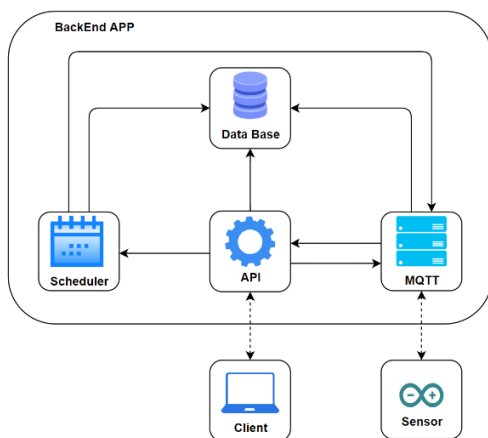 BackEnd APP
Data Base
Scheduler
API
MQTT
Client
Sensor